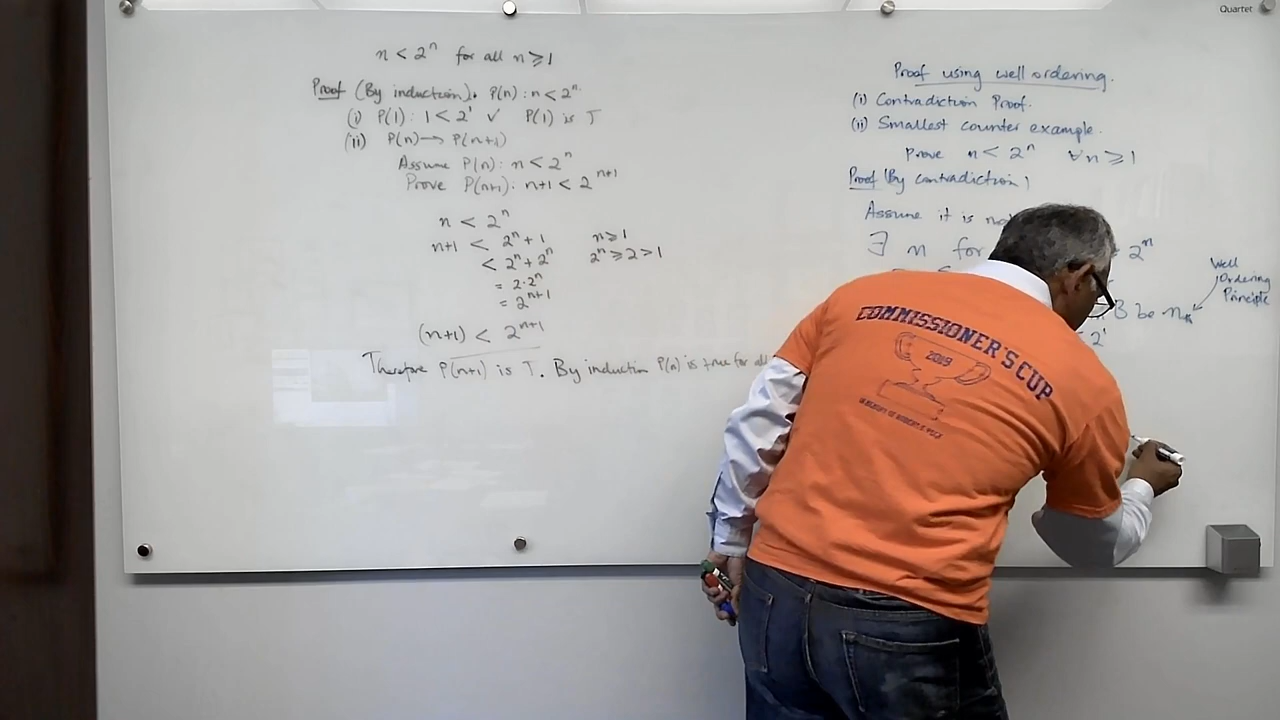 n < 2^n for all n ≥ 1
Proof (By induction). P(n) : n < 2^n.
(i) P(1) : 1 < 2^1 ✓ P(1) is T
(ii) P(n) → P(n+1)
Assume P(n) : n < 2^n
Prove P(n+1). n+1 < 2^{n+1}
n < 2^n
n+1 < 2^n + 1 n ≥ 1
< 2^n + 2^n 2^n ≥ 2 > 1
= 2·2^n
= 2^{n+1}
(n+1) < 2^{n+1}
Therefore P(n+1) is T. By induction P(n) is true for all
Proof using well ordering.
(i) Contradiction Proof.
(ii) Smallest counter example.
Prove n < 2^n ∀ n ≥ 1
Proof (By contradiction)
Assume it is not
∃ n for 2^n
B be n*
Well
Ordering
Principle
2^1
Quartet
COMMISSIONER'S CUP
2019